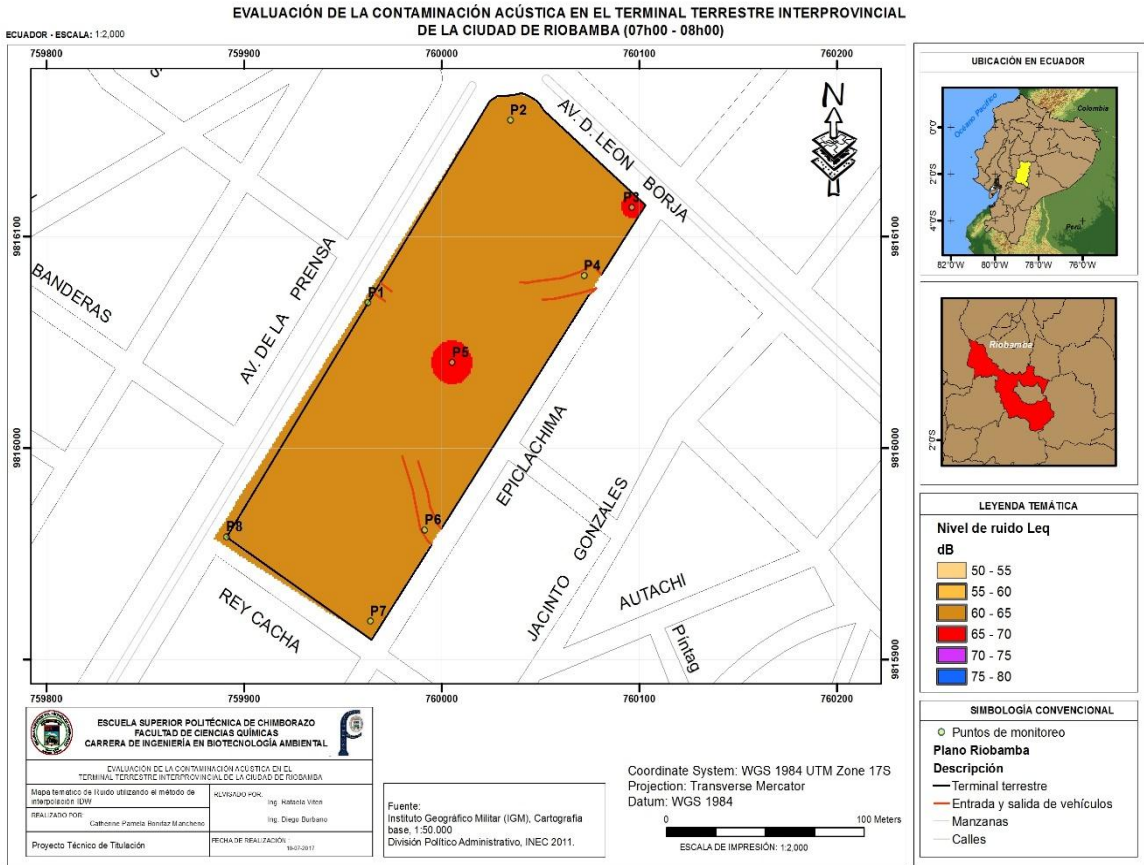 EVALUACIÓN DE LA CONTAMINACIÓN ACÚSTICA EN EL TERMINAL TERRESTRE INTERPROVINCIAL
DE LA CIUDAD DE RIOBAMBA (07h00 - 08h00)
ECUADOR - ESCALA: 1:2,000
759800 759900 760000 760100 760200
9816100
9816000
9815900
9816100
9816000
9815900
N
P2
AV. D. LEON BORJA
P3
P4
P1
P5
BANDERAS
AV. DE LA PRENSA
EPICLACHIMA
P6
P8
P7
REY CACHA
JACINTO GONZALES
AUTACHI
Píntag
759800 759900 760000 760100 760200
UBICACIÓN EN ECUADOR
Océano Pacífico
Colombia
Perú
0°0'
2°0'S
4°0'S
82°0'W 80°0'W 78°0'W 76°0'W
Riobamba
2°0'S
LEYENDA TEMÁTICA
Nivel de ruido Leq
dB
50 - 55
55 - 60
60 - 65
65 - 70
70 - 75
75 - 80
SIMBOLOGÍA CONVENCIONAL
Puntos de monitoreo
Plano Riobamba
Descripción
Terminal terrestre
Entrada y salida de vehículos
Manzanas
Calles
ESCUELA SUPERIOR POLITÉCNICA DE CHIMBORAZO
FACULTAD DE CIENCIAS QUÍMICAS
CARRERA DE INGENIERÍA EN BIOTECNOLOGÍA AMBIENTAL
EVALUACIÓN DE LA CONTAMINACIÓN ACÚSTICA EN EL
TERMINAL TERRESTRE INTERPROVINCIAL DE LA CIUDAD DE RIOBAMBA
Mapa temático de Ruido utilizando el método de
interpolación IDW
REVISADO POR:
Ing.
Ing. Diego Burbano
REALIZADO POR:
Catherine Pamela
Proyecto Técnico de Titulación
FECHA DE REALIZACIÓN :
Fuente:
Instituto Geográfico Militar (IGM), Cartografía
base, 1:50.000
División Político Administrativo, INEC 2011.
Coordinate System: WGS 1984 UTM Zone 17S
Projection: Transverse Mercator
Datum: WGS 1984
0 100 Meters
ESCALA DE IMPRESIÓN: 1:2,000